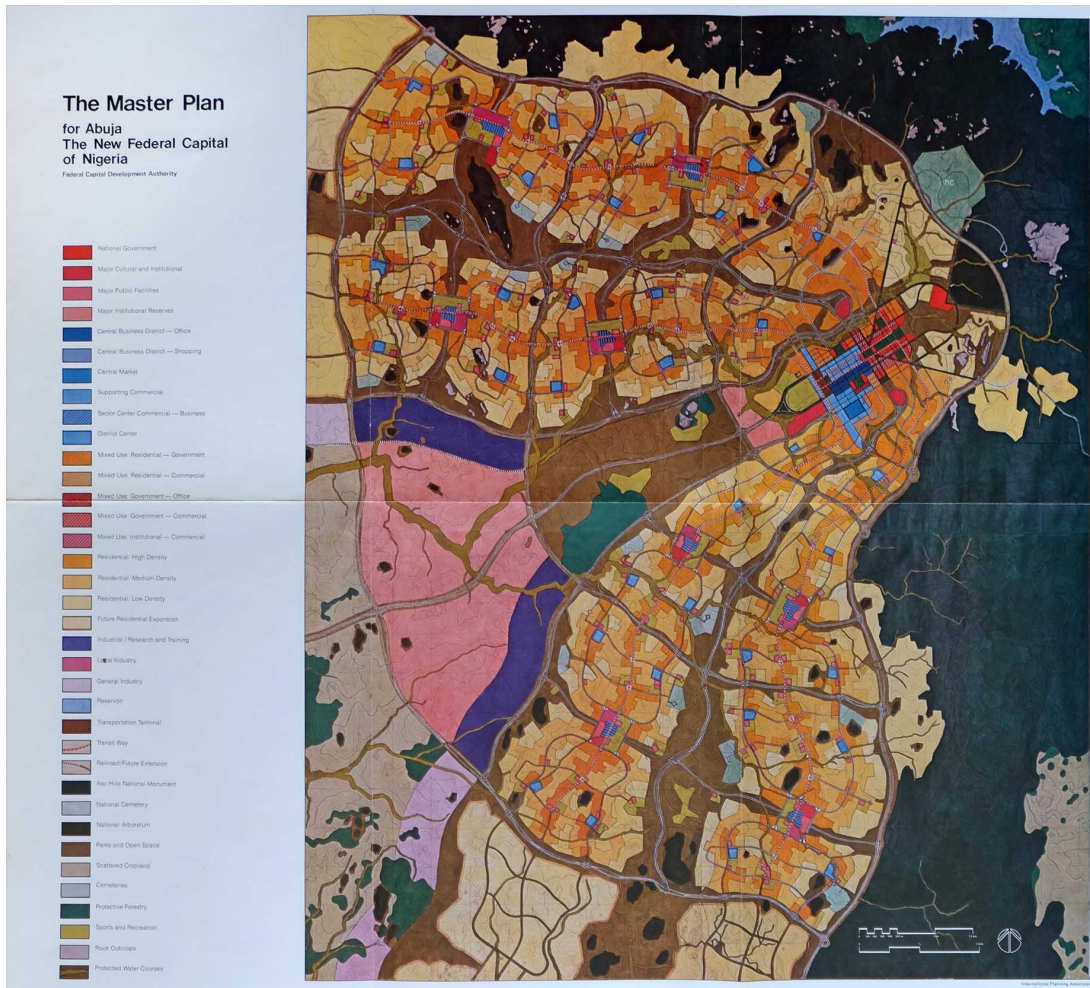 The Master Plan
for Abuja
The New Federal Capital
of Nigeria
Federal Capital Development Authority
National Government
Major Cultural and Institutional
Major Public Facilities
Major Institutional Reserves
Central Business District — Office
Central Business District — Shopping
Central Market
Supporting Commercial
Sector Center Commercial — Business
District Center
Mixed Use: Residential — Government
Mixed Use: Residential — Commercial
Mixed Use: Government — Office
Mixed Use: Government — Commercial
Mixed Use: Institutional — Commercial
Residential: High Density
Residential: Medium Density
Residential: Low Density
Future Residential Expansion
Industrial / Research and Training
Local Industry
General Industry
Reservoir
Transportation Terminal
Transit Way
Railroad/Future Extension
Aso Hills National Monument
National Cemetery
National Arboretum
Parks and Open Space
Scattered Cropland
Cemeteries
Protective Forestry
Sports and Recreation
Rock Outcrops
Protected Water Courses
International Planning Associates